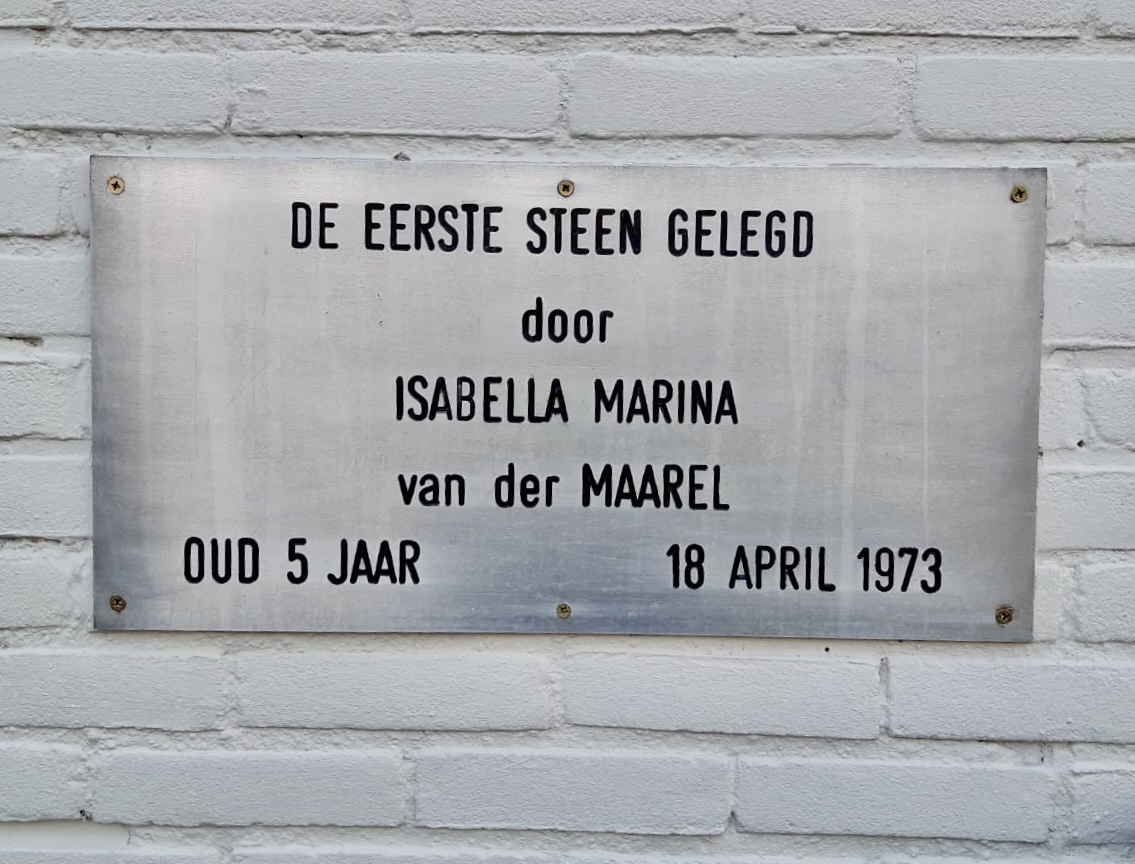 DE EERSTE STEEN GELEGD
door
ISABELLA MARINA
van der MAAREL
OUD 5 JAAR 18 APRIL 1973